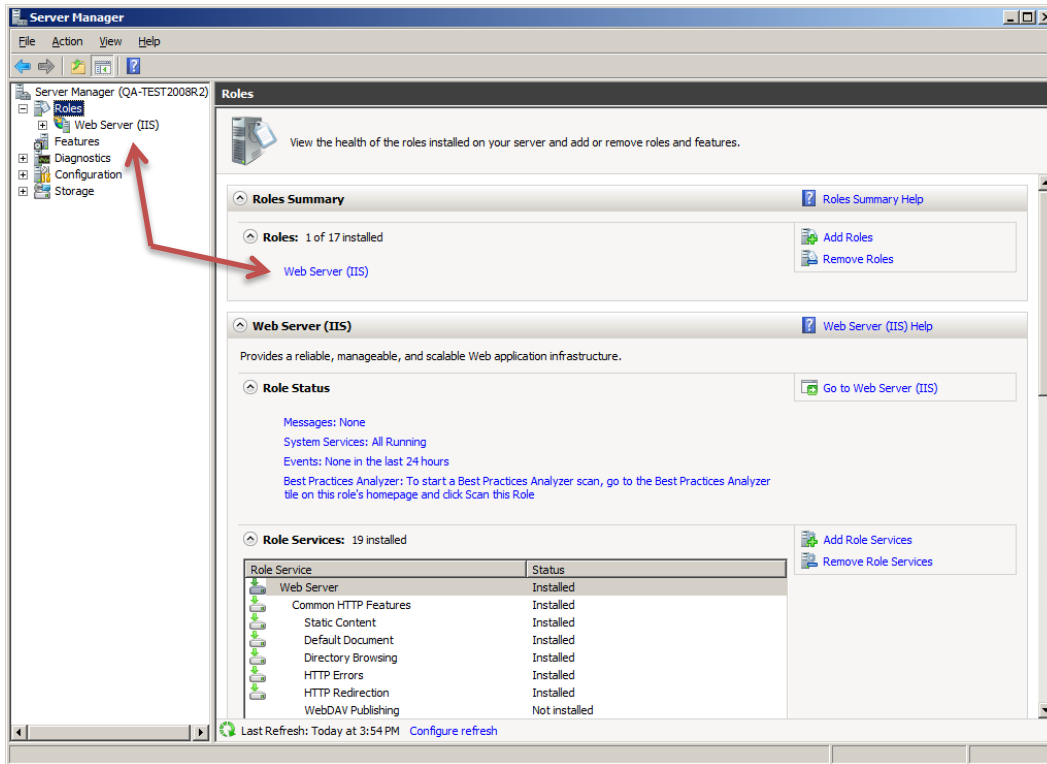 Server Manager
File Action View Help
Server Manager (QA-TEST2008R2)
Roles
Web Server (IIS)
Features
Diagnostics
Configuration
Storage
Roles
View the health of the roles installed on your server and add or remove roles and features.
Roles Summary
Roles Summary Help
Roles: 1 of 17 installed
Add Roles
Remove Roles
Web Server (IIS)
Web Server (IIS)
Web Server (IIS) Help
Provides a reliable, manageable, and scalable Web application infrastructure.
Role Status
Go to Web Server (IIS)
Messages: None
System Services: All Running
Events: None in the last 24 hours
Best Practices Analyzer: To start a Best Practices Analyzer scan, go to the Best Practices Analyzer
tile on this role's homepage and click Scan this Role
Role Services: 19 installed
Add Role Services
Remove Role Services
Role Service Status
Web Server Installed
Common HTTP Features Installed
Static Content Installed
Default Document Installed
Directory Browsing Installed
HTTP Errors Installed
HTTP Redirection Installed
WebDAV Publishing Not installed
Last Refresh: Today at 3:54 PM Configure refresh